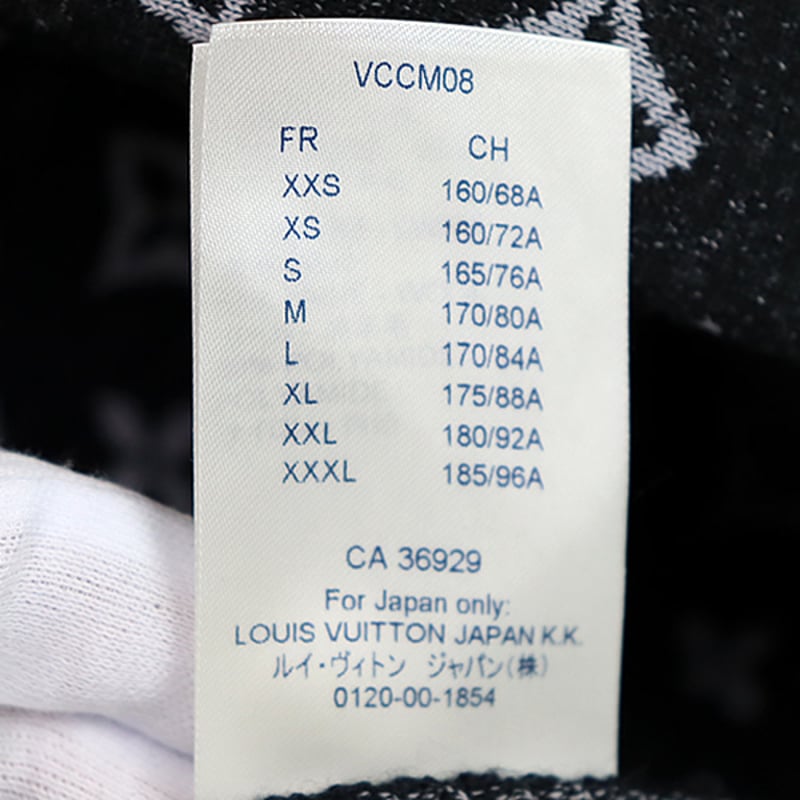 VCCM08
FR CH
XXS 160/68A
XS 160/72A
S 165/76A
M 170/80A
L 170/84A
XL 175/88A
XXL 180/92A
XXXL 185/96A
CA 36929
For Japan only:
LOUIS VUITTON JAPAN K.K.
ルイ・ヴィトン ジャパン(株)
0120-00-1854